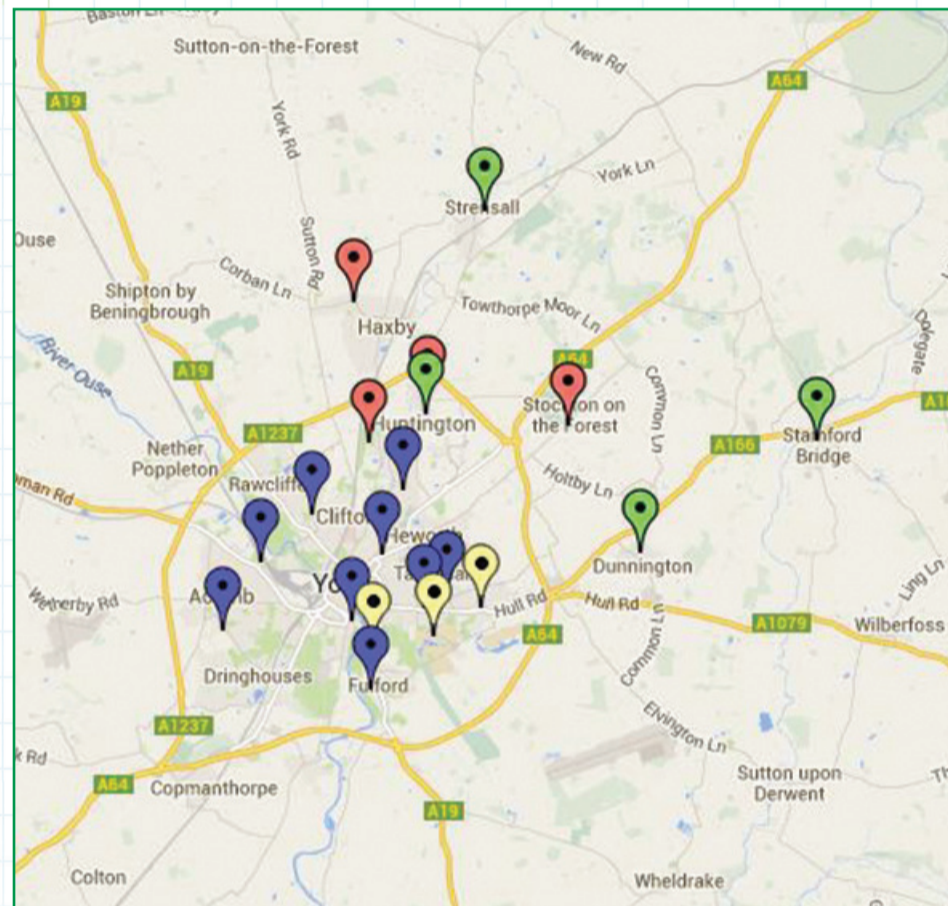 Sutton-on-the-Forest
New Rd
A64
A19
York Rd
York Ln
Strensall
Ouse
Sutton Rd
Corban Ln
Shipton by
Beningbrough
Towthorpe Moor Ln
Haxby
Dalegate
River Ouse
A64
A19
Common Ln
Stockton on
the Forest
Huntington
A1237
A166
Stamford
Bridge
Nether
Poppleton
Holtby Ln
Rawcliffe
Clifton
Heworth
Dunnington
Wetherby Rd
Acomb
Hull Rd
Hull Rd
Ling Ln
A1079
Wilberfoss
A64
Common Ln
Dringhouses
Fulford
A1237
Elvington Ln
k Rd
A64
Copmanthorpe
Sutton upon
Derwent
Th
A19
Colton
Wheldrake